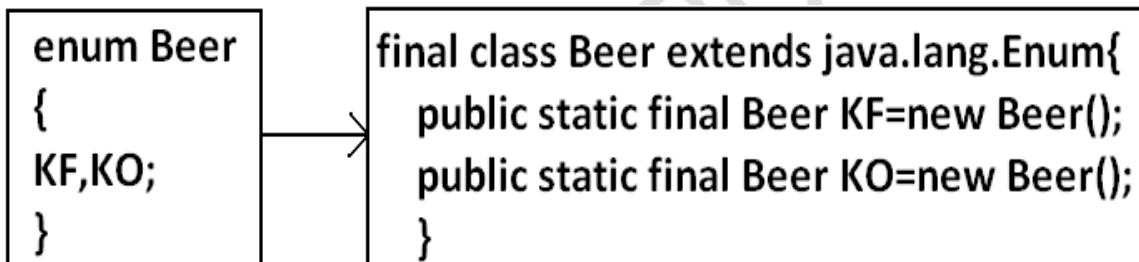 enum Beer
{
KF,KO;
}
final class Beer extends java.lang.Enum{
public static final Beer KF=new Beer();
public static final Beer KO=new Beer();
}